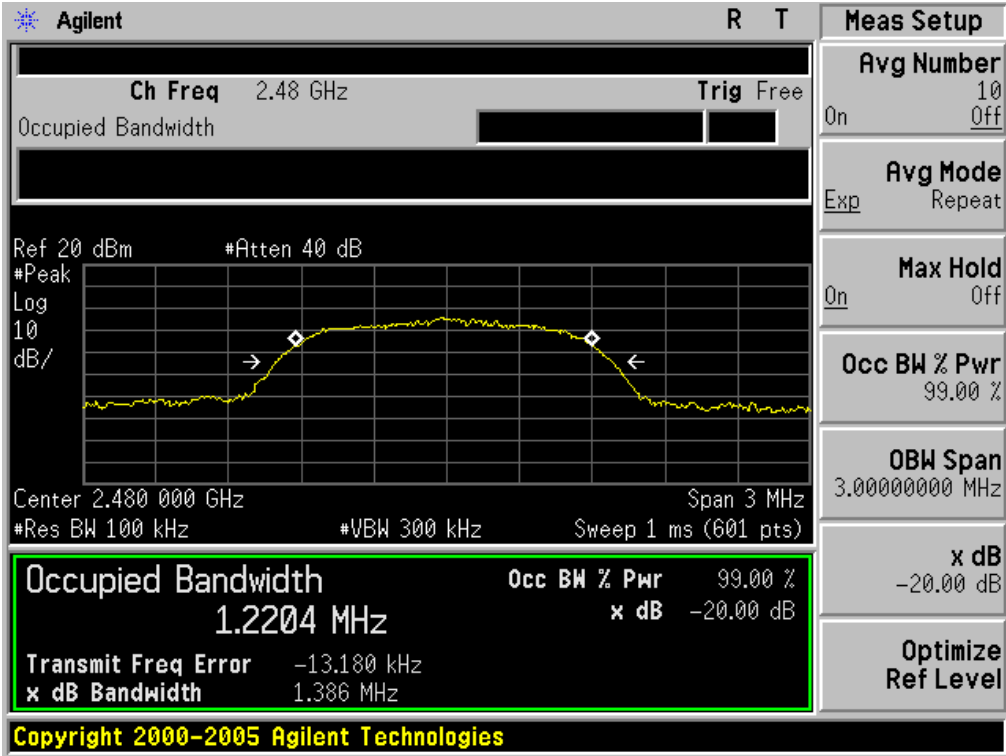 Agilent R T
Ch Freq 2.48 GHz Trig Free
Occupied Bandwidth
Ref 20 dBm #Atten 40 dB
#Peak
Log
10
dB/
Center 2.480 000 GHz Span 3 MHz
#Res BW 100 kHz #VBW 300 kHz Sweep 1 ms (601 pts)
Occupied Bandwidth Occ BW % Pwr 99.00 %
1.2204 MHz x dB -20.00 dB
Transmit Freq Error -13.180 kHz
x dB Bandwidth 1.386 MHz
Copyright 2000-2005 Agilent Technologies
Meas Setup
Avg Number
10
On Off
Avg Mode
Exp Repeat
Max Hold
On Off
Occ BW % Pwr
99.00 %
OBW Span
3.00000000 MHz
x dB
-20.00 dB
Optimize
Ref Level